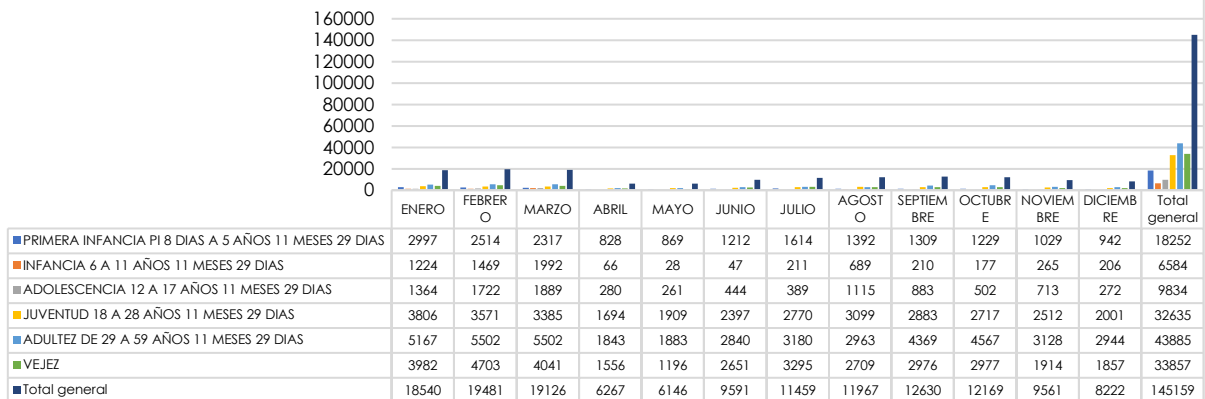 160000
140000
120000
100000
80000
60000
40000
20000
0
ENERO FEBRER MARZO ABRIL MAYO JUNIO JULIO AGOST SEPTIEM OCTUBR NOVIEM DICIEMB Total
O O BRE E BRE RE general
PRIMERA INFANCIA PI 8 DIAS A 5 AÑOS 11 MESES 29 DIAS 2997 2514 2317 828 869 1212 1614 1392 1309 1229 1029 942 18252
INFANCIA 6 A 11 AÑOS 11 MESES 29 DIAS 1224 1469 1992 66 28 47 211 689 210 177 265 206 6584
ADOLESCENCIA 12 A 17 AÑOS 11 MESES 29 DIAS 1364 1722 1889 280 261 444 389 1115 883 502 713 272 9834
JUVENTUD 18 A 28 AÑOS 11 MESES 29 DIAS 3806 3571 3385 1694 1909 2397 2770 3099 2883 2717 2512 2001 32635
ADULTEZ DE 29 A 59 AÑOS 11 MESES 29 DIAS 5167 5502 5502 1843 1883 2840 3180 2963 4369 4567 3128 2944 43885
VEJEZ 3982 4703 4041 1556 1196 2651 3295 2709 2976 2977 1914 1857 33857
Total general 18540 19481 19126 6267 6146 9591 11459 11967 12630 12169 9561 8222 145159